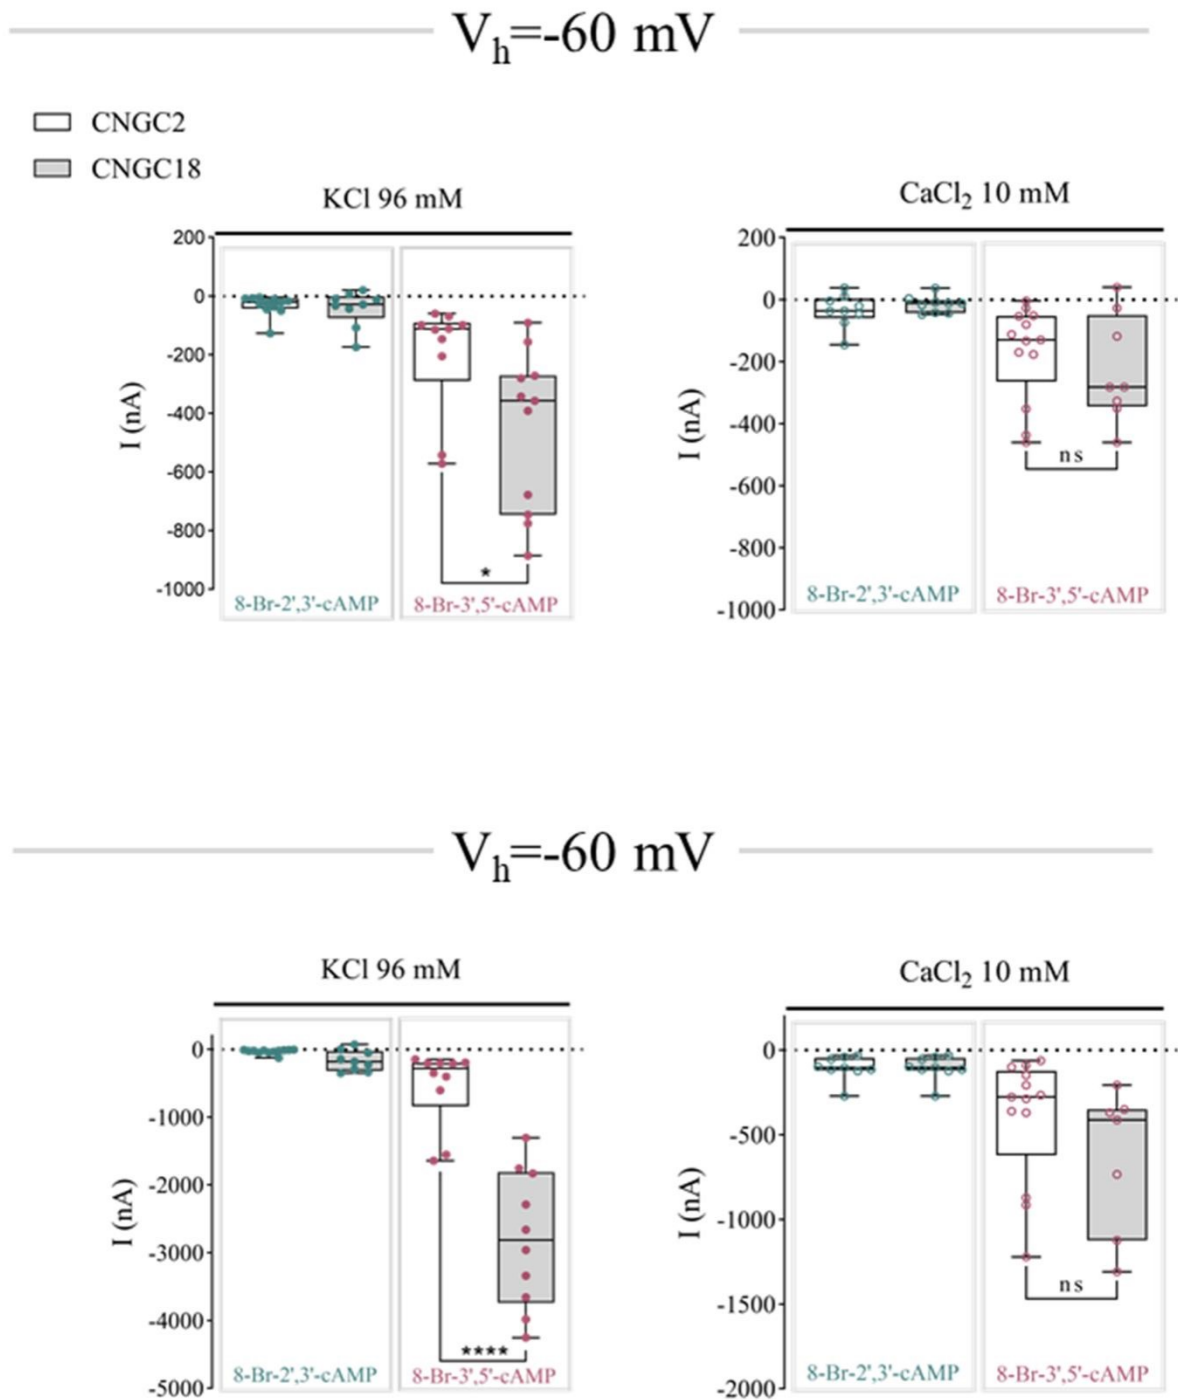 Vh=-60 mV
CNGC2
CNGC18
KCl 96 mM
CaCl2 10 mM
200
0
-200
-400
-600
-800
-1000
I (nA)
*
8-Br-2',3'-cAMP
8-Br-3',5'-cAMP
200
0
-200
-400
-600
-800
-1000
I (nA)
ns
8-Br-2',3'-cAMP
8-Br-3',5'-cAMP
Vh=-60 mV
KCl 96 mM
CaCl2 10 mM
0
-1000
-2000
-3000
-4000
-5000
I (nA)
****
8-Br-2',3'-cAMP
8-Br-3',5'-cAMP
0
-500
-1000
-1500
-2000
I (nA)
ns
8-Br-2',3'-cAMP
8-Br-3',5'-cAMP